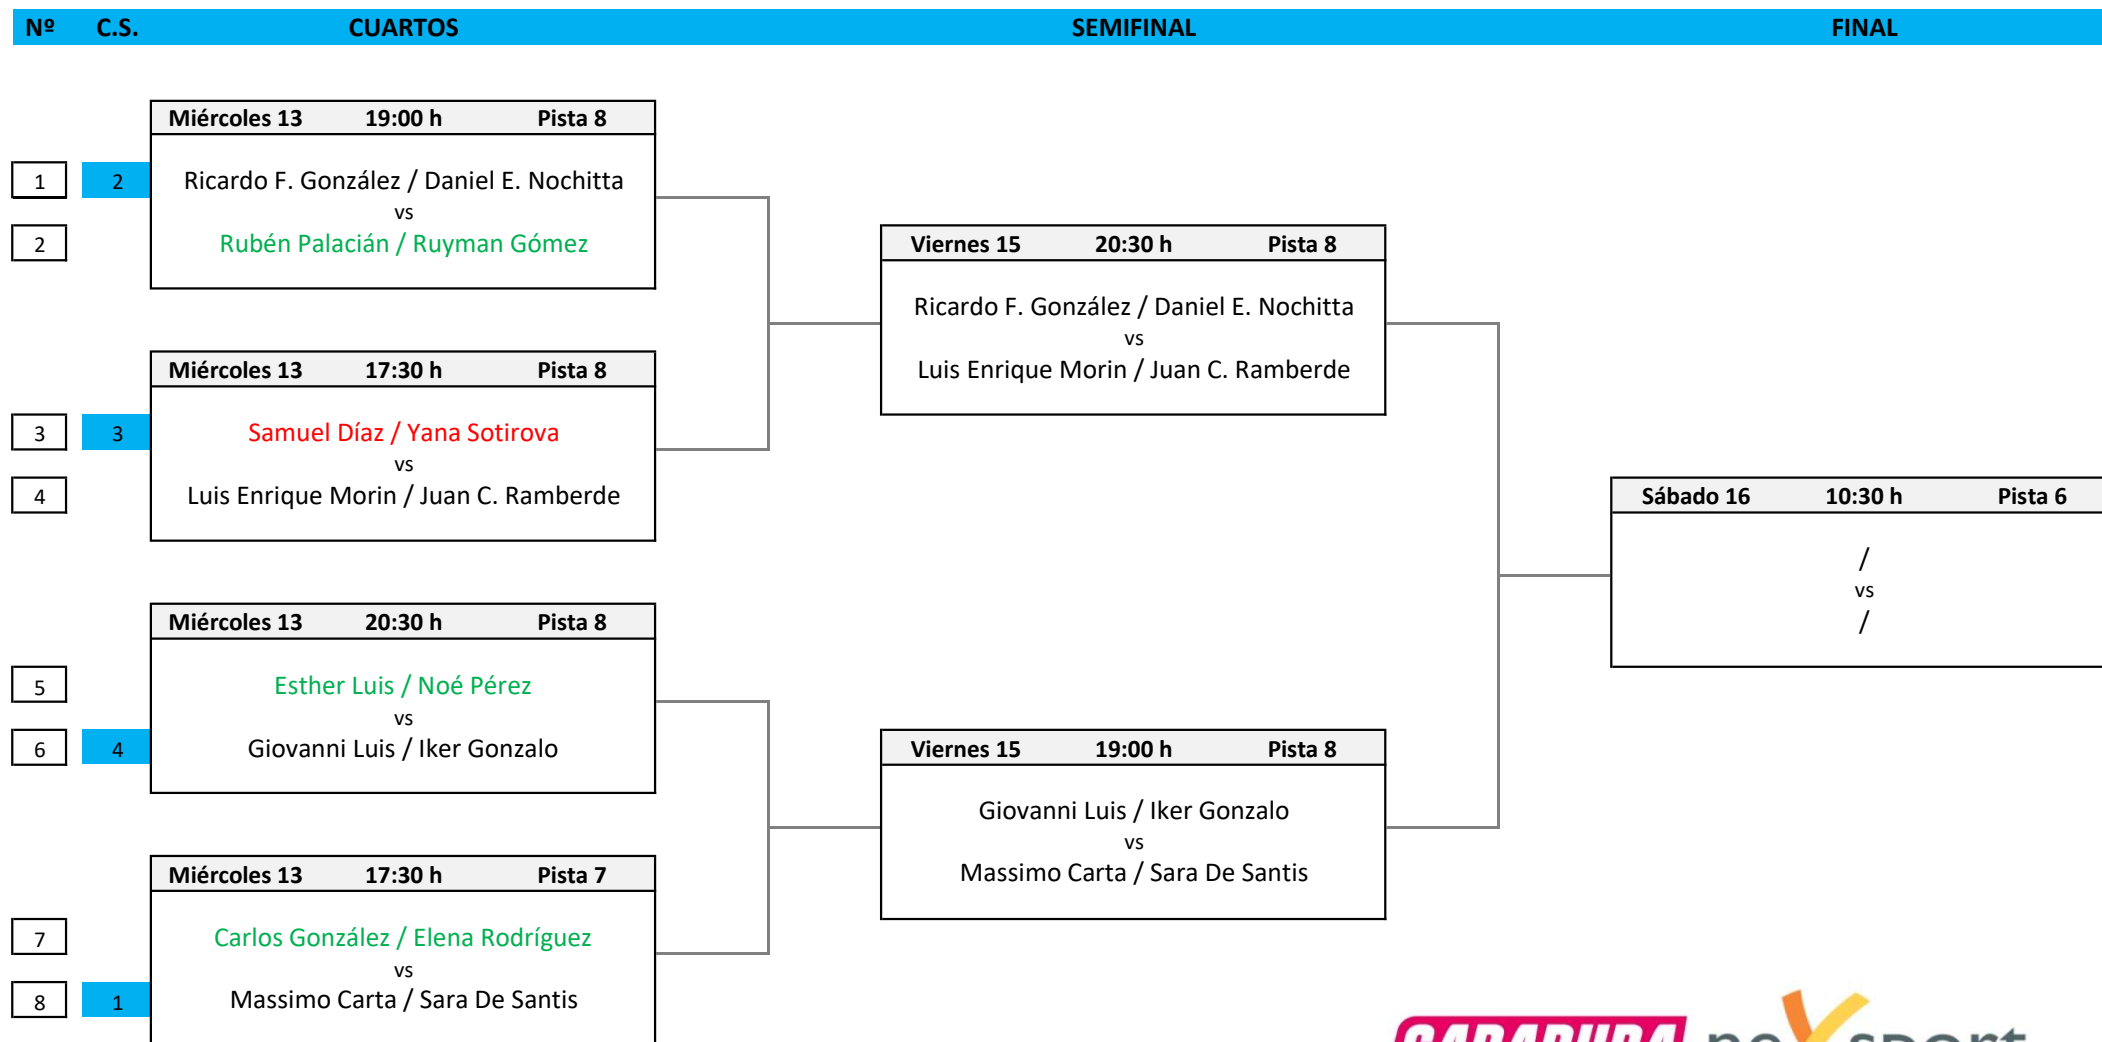 Nº C.S. CUARTOS SEMIFINAL FINAL
Miércoles 13 19:00 h Pista 8
1 2 Ricardo F. González / Daniel E. Nochitta
vs
2 Rubén Palacián / Ruyman Gómez
Miércoles 13 17:30 h Pista 8
3 3 Samuel Díaz / Yana Sotirova
vs
4 Luis Enrique Morin / Juan C. Ramberde
Miércoles 13 20:30 h Pista 8
5 Esther Luis / Noé Pérez
vs
6 4 Giovanni Luis / Iker Gonzalo
Miércoles 13 17:30 h Pista 7
7 Carlos González / Elena Rodríguez
vs
8 1 Massimo Carta / Sara De Santis
Viernes 15 20:30 h Pista 8
Ricardo F. González / Daniel E. Nochitta
vs
Luis Enrique Morin / Juan C. Ramberde
Viernes 15 19:00 h Pista 8
Giovanni Luis / Iker Gonzalo
vs
Massimo Carta / Sara De Santis
Sábado 16 10:30 h Pista 6
/
vs
/